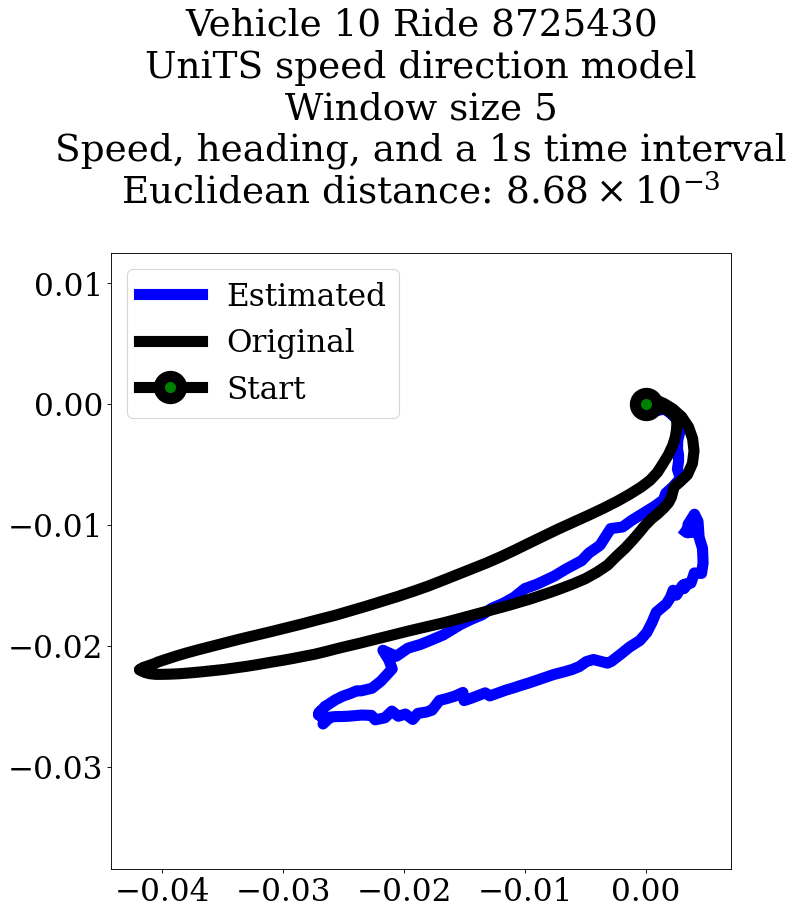 Vehicle 10 Ride 8725430
UniTS speed direction model
Window size 5
Speed, heading, and a 1s time interval
Euclidean distance: 8.68 × 10⁻³
0.01
Estimated
Original
Start
0.00
−0.01
−0.02
−0.03
−0.04 −0.03 −0.02 −0.01 0.00